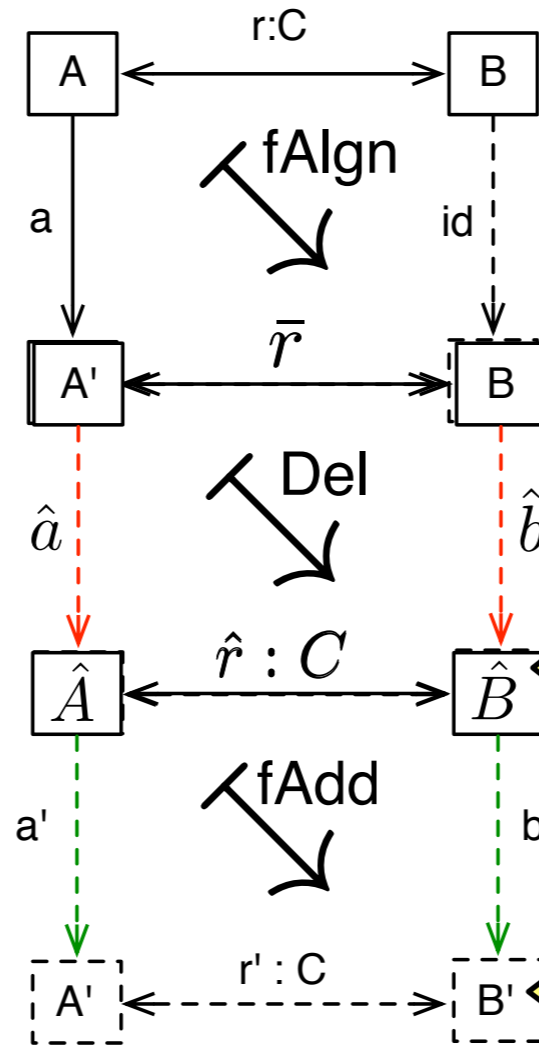 r:C
A
B
fAlgn
a
id
r̄
A'
B
Del
â
b̂
r̂ : C
Â
B̂
fAdd
a'
b
r' : C
A'
B'